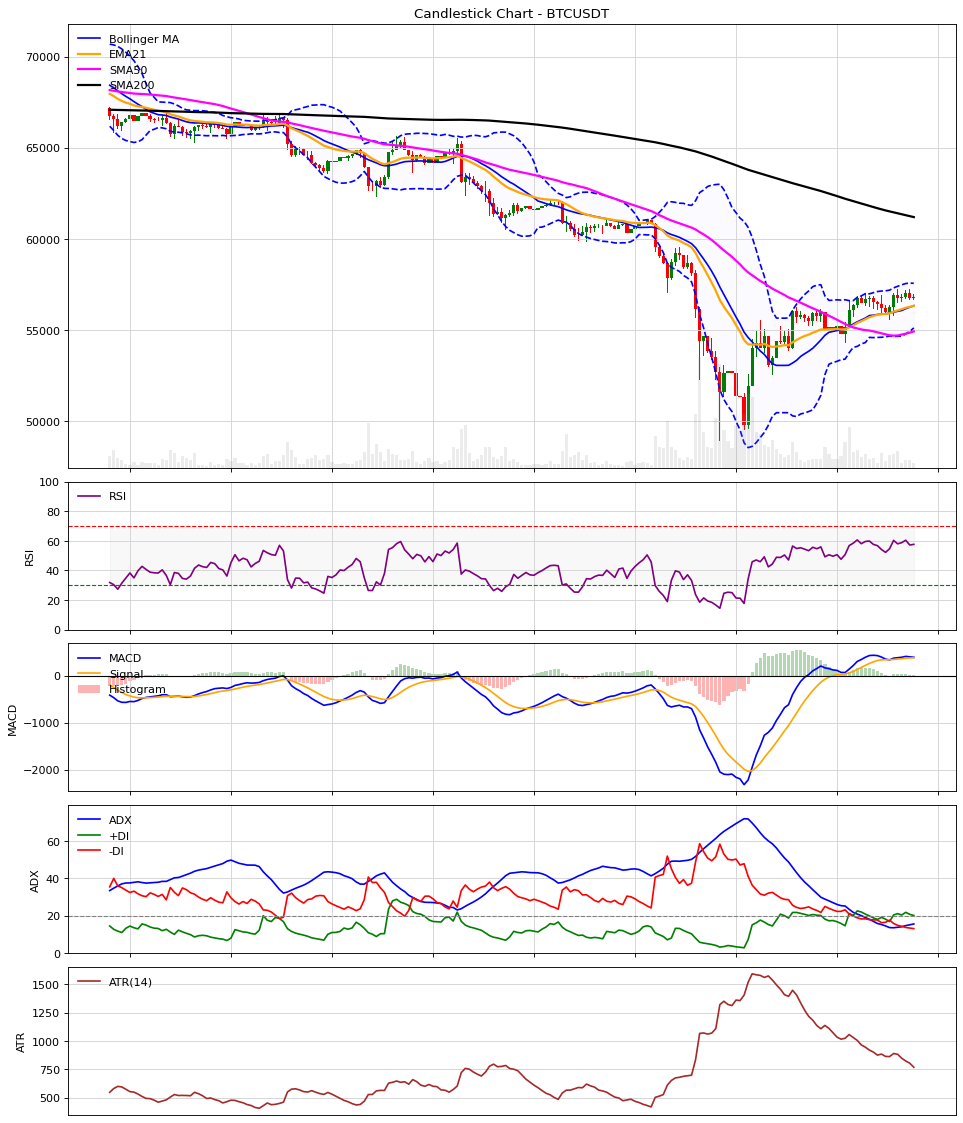 Candlestick Chart - BTCUSDT
70000
65000
60000
55000
50000
Bollinger MA
EMA21
SMA50
SMA200
100
80
60
40
20
0
RSI
RSI
0
−1000
−2000
MACD
MACD
Signal
Histogram
60
40
20
0
ADX
ADX
+DI
-DI
1500
1250
1000
750
500
ATR
ATR(14)